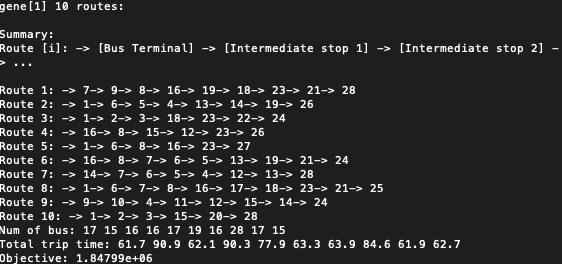 gene[1] 10 routes:
Summary:
Route [i]: -> [Bus Terminal] -> [Intermediate stop 1] -> [Intermediate stop 2] -
> ...
Route 1: -> 7-> 9-> 8-> 16-> 19-> 18-> 23-> 21-> 28
Route 2: -> 1-> 6-> 5-> 4-> 13-> 14-> 19-> 26
Route 3: -> 1-> 2-> 3-> 18-> 23-> 22-> 24
Route 4: -> 16-> 8-> 15-> 12-> 23-> 26
Route 5: -> 1-> 6-> 8-> 16-> 23-> 27
Route 6: -> 16-> 8-> 7-> 6-> 5-> 13-> 19-> 21-> 24
Route 7: -> 14-> 7-> 6-> 5-> 4-> 12-> 13-> 28
Route 8: -> 1-> 6-> 7-> 8-> 16-> 17-> 18-> 23-> 21-> 25
Route 9: -> 9-> 10-> 4-> 11-> 12-> 15-> 14-> 24
Route 10: -> 1-> 2-> 3-> 15-> 20-> 28
Num of bus: 17 15 16 16 17 19 16 28 17 15
Total trip time: 61.7 90.9 62.1 90.3 77.9 63.3 63.9 84.6 61.9 62.7
Objective: 1.84799e+06